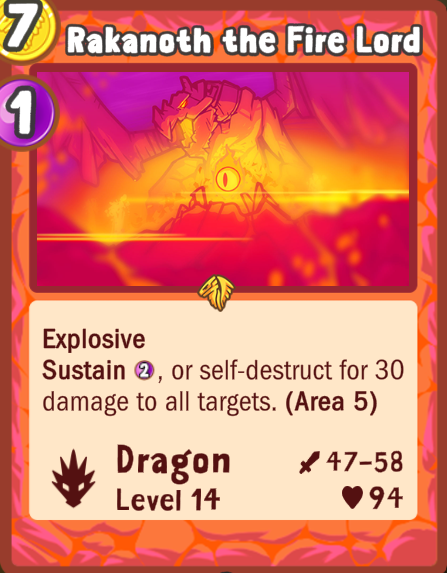 7
Rakanoth the Fire Lord
1
Explosive
Sustain 2, or self-destruct for 30
damage to all targets. (Area 5)
Dragon
47–58
Level 14
94